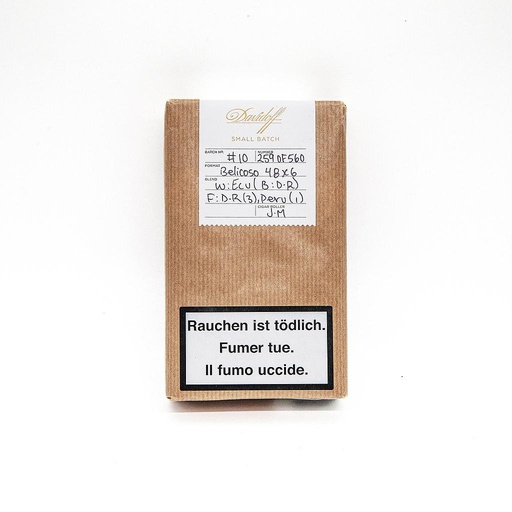 Davidoff
SMALL BATCH
BATCH NR. #10 NUMBER 259 OF 560
FORMAT Belicoso 48x6
BLEND W: ECU (B: D.R)
F: D.R(3), Peru(1)
CIGAR ROLLER
J.M
Rauchen ist tödlich.
Fumer tue.
Il fumo uccide.